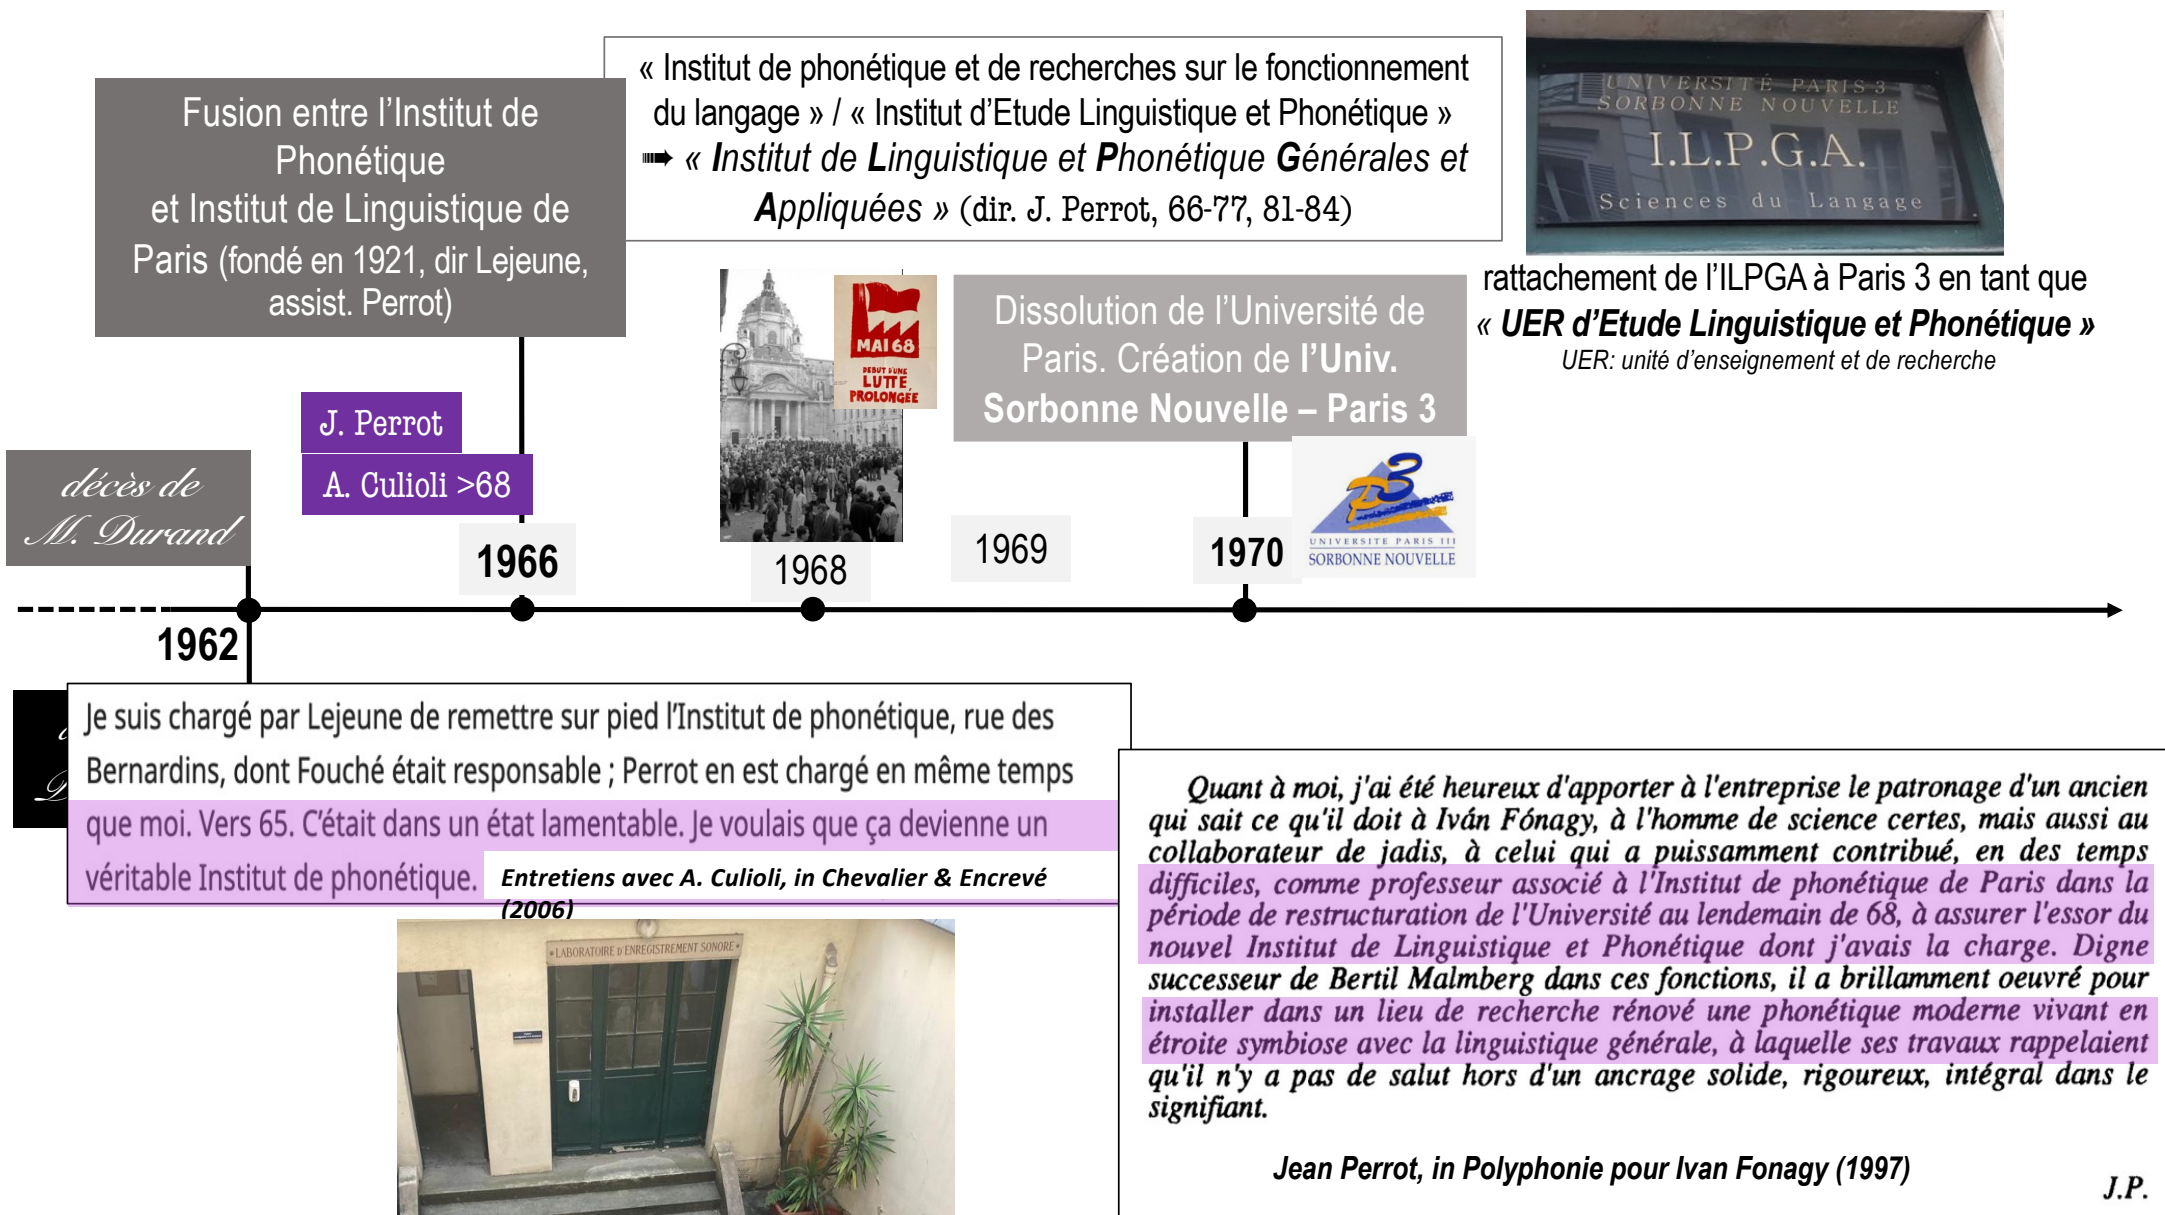 « Institut de phonétique et de recherches sur le fonctionnement
du langage » / « Institut d’Etude Linguistique et Phonétique »
➠ « Institut de Linguistique et Phonétique Générales et
Appliquées » (dir. J. Perrot, 66-77, 81-84)
Fusion entre l’Institut de
Phonétique
et Institut de Linguistique de
Paris (fondé en 1921, dir Lejeune,
assist. Perrot)
UNIVERSITÉ PARIS 3
SORBONNE NOUVELLE
I.L.P.G.A.
Sciences du Langage
rattachement de l’ILPGA à Paris 3 en tant que
« UER d’Etude Linguistique et Phonétique »
UER: unité d’enseignement et de recherche
MAI 68
DEBUT D'UNE
LUTTE
PROLONGÉE
Dissolution de l’Université de
Paris. Création de l’Univ.
Sorbonne Nouvelle – Paris 3
J. Perrot
A. Culioli >68
décès de
M. Durand
1966
1968
1969
1970
UNIVERSITE PARIS III
SORBONNE NOUVELLE
1962
Je suis chargé par Lejeune de remettre sur pied l’Institut de phonétique, rue des
Bernardins, dont Fouché était responsable ; Perrot en est chargé en même temps
que moi. Vers 65. C’était dans un état lamentable. Je voulais que ça devienne un
véritable Institut de phonétique.
Entretiens avec A. Culioli, in Chevalier & Encrevé
(2006)
• LABORATOIRE D'ENREGISTREMENT SONORE •
Quant à moi, j'ai été heureux d'apporter à l'entreprise le patronage d'un ancien
qui sait ce qu'il doit à Iván Fónagy, à l'homme de science certes, mais aussi au
collaborateur de jadis, à celui qui a puissamment contribué, en des temps
difficiles, comme professeur associé à l'Institut de phonétique de Paris dans la
période de restructuration de l'Université au lendemain de 68, à assurer l'essor du
nouvel Institut de Linguistique et Phonétique dont j'avais la charge. Digne
successeur de Bertil Malmberg dans ces fonctions, il a brillamment oeuvré pour
installer dans un lieu de recherche rénové une phonétique moderne vivant en
étroite symbiose avec la linguistique générale, à laquelle ses travaux rappelaient
qu'il n'y a pas de salut hors d'un ancrage solide, rigoureux, intégral dans le
signifiant.
Jean Perrot, in Polyphonie pour Ivan Fonagy (1997)
J.P.